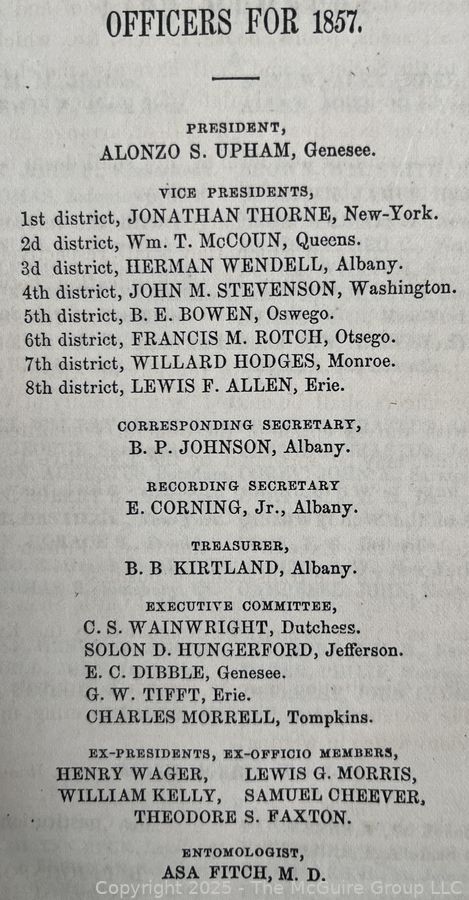 OFFICERS FOR 1857.
PRESIDENT,
ALONZO S. UPHAM, Genesee.
VICE PRESIDENTS,
1st district, JONATHAN THORNE, New-York.
2d district, Wm. T. McCOUN, Queens.
3d district, HERMAN WENDELL, Albany.
4th district, JOHN M. STEVENSON, Washington.
5th district, B. E. BOWEN, Oswego.
6th district, FRANCIS M. ROTCH, Otsego.
7th district, WILLARD HODGES, Monroe.
8th district, LEWIS F. ALLEN, Erie.
CORRESPONDING SECRETARY,
B. P. JOHNSON, Albany.
RECORDING SECRETARY
E. CORNING, Jr., Albany.
TREASURER,
B. B KIRTLAND, Albany.
EXECUTIVE COMMITTEE,
C. S. WAINWRIGHT, Dutchess.
SOLON D. HUNGERFORD, Jefferson.
E. C. DIBBLE, Genesee.
G. W. TIFFT, Erie.
CHARLES MORRELL, Tompkins.
EX-PRESIDENTS, EX-OFFICIO MEMBERS,
HENRY WAGER, LEWIS G. MORRIS,
WILLIAM KELLY, SAMUEL CHEEVER,
THEODORE S. FAXTON.
ENTOMOLOGIST,
ASA FITCH, M. D.
Copyright 2025 - The McGuire Group LLC